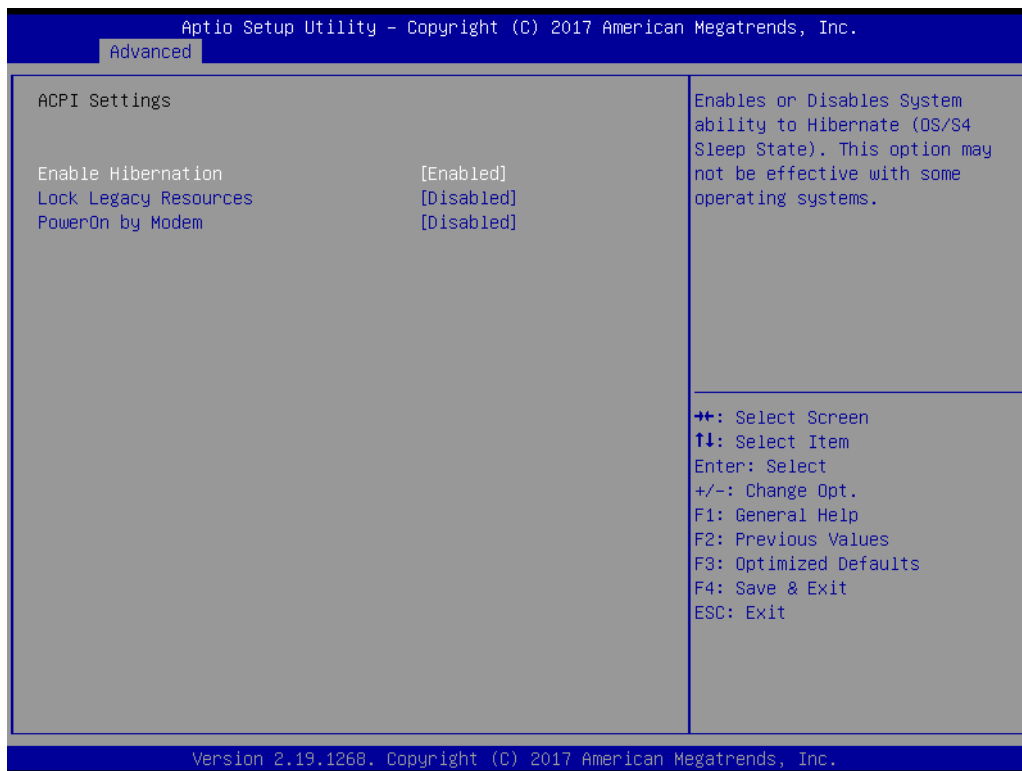 Aptio Setup Utility – Copyright (C) 2017 American Megatrends, Inc.
Advanced
ACPI Settings
Enable Hibernation [Enabled]
Lock Legacy Resources [Disabled]
PowerOn by Modem [Disabled]
Enables or Disables System
ability to Hibernate (OS/S4
Sleep State). This option may
not be effective with some
operating systems.
→←: Select Screen
↑↓: Select Item
Enter: Select
+/-: Change Opt.
F1: General Help
F2: Previous Values
F3: Optimized Defaults
F4: Save & Exit
ESC: Exit
Version 2.19.1268. Copyright (C) 2017 American Megatrends, Inc.